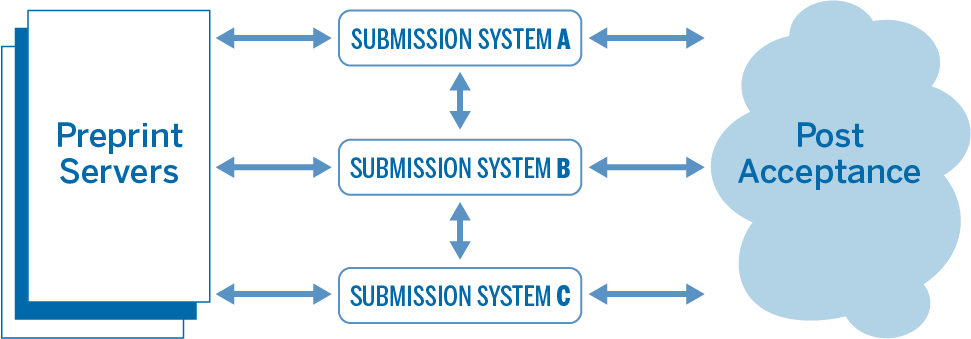 Preprint
Servers
SUBMISSION SYSTEM A
SUBMISSION SYSTEM B
SUBMISSION SYSTEM C
Post
Acceptance